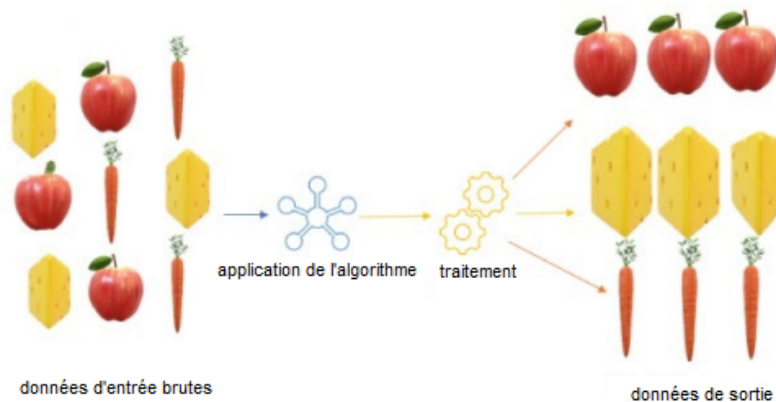 application de l'algorithme
traitement
données d'entrée brutes
données de sortie